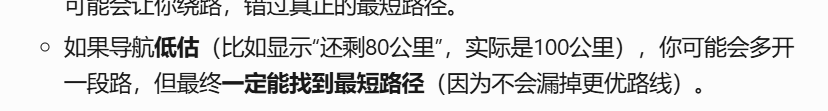 可能会让你绕路，错过真正的最短路径。
如果导航低估（比如显示“还剩80公里”，实际是100公里），你可能会多开
一段路，但最终一定能找到最短路径（因为不会漏掉更优路线）。